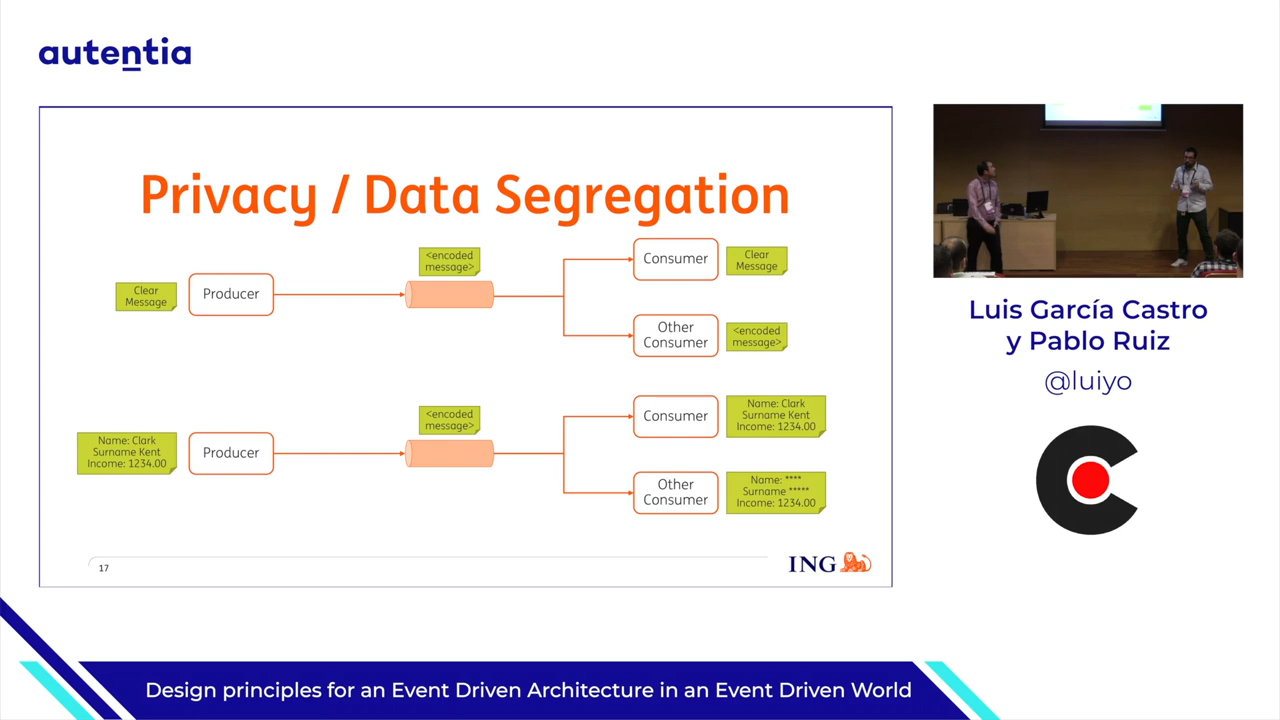 autentia
Privacy / Data Segregation
Clear
Message
Producer
<encoded
message>
Consumer
Clear
Message
Other
Consumer
<encoded
message>
Name: Clark
Surname Kent
Income: 1234.00
Producer
<encoded
message>
Consumer
Name: Clark
Surname Kent
Income: 1234.00
Other
Consumer
Name: ****
Surname *****
Income: 1234.00
17
ING
Luis García Castro
y Pablo Ruiz
@luiyo
Design principles for an Event Driven Architecture in an Event Driven World